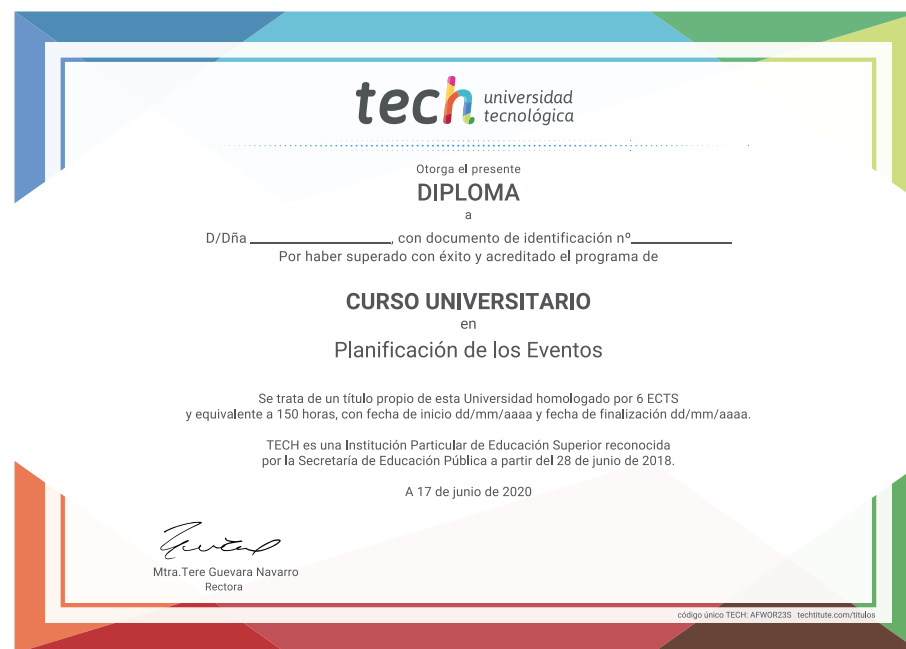 tech universidad
tecnológica
Otorga el presente
DIPLOMA
a
D/Dña ____________________, con documento de identificación nº______________
Por haber superado con éxito y acreditado el programa de
CURSO UNIVERSITARIO
en
Planificación de los Eventos
Se trata de un título propio de esta Universidad homologado por 6 ECTS
y equivalente a 150 horas, con fecha de inicio dd/mm/aaaa y fecha de finalización dd/mm/aaaa.
TECH es una Institución Particular de Educación Superior reconocida
por la Secretaría de Educación Pública a partir del 28 de junio de 2018.
A 17 de junio de 2020
Mtra.Tere Guevara Navarro
Rectora
código único TECH: AFWOR23S techtitute.com/titulos